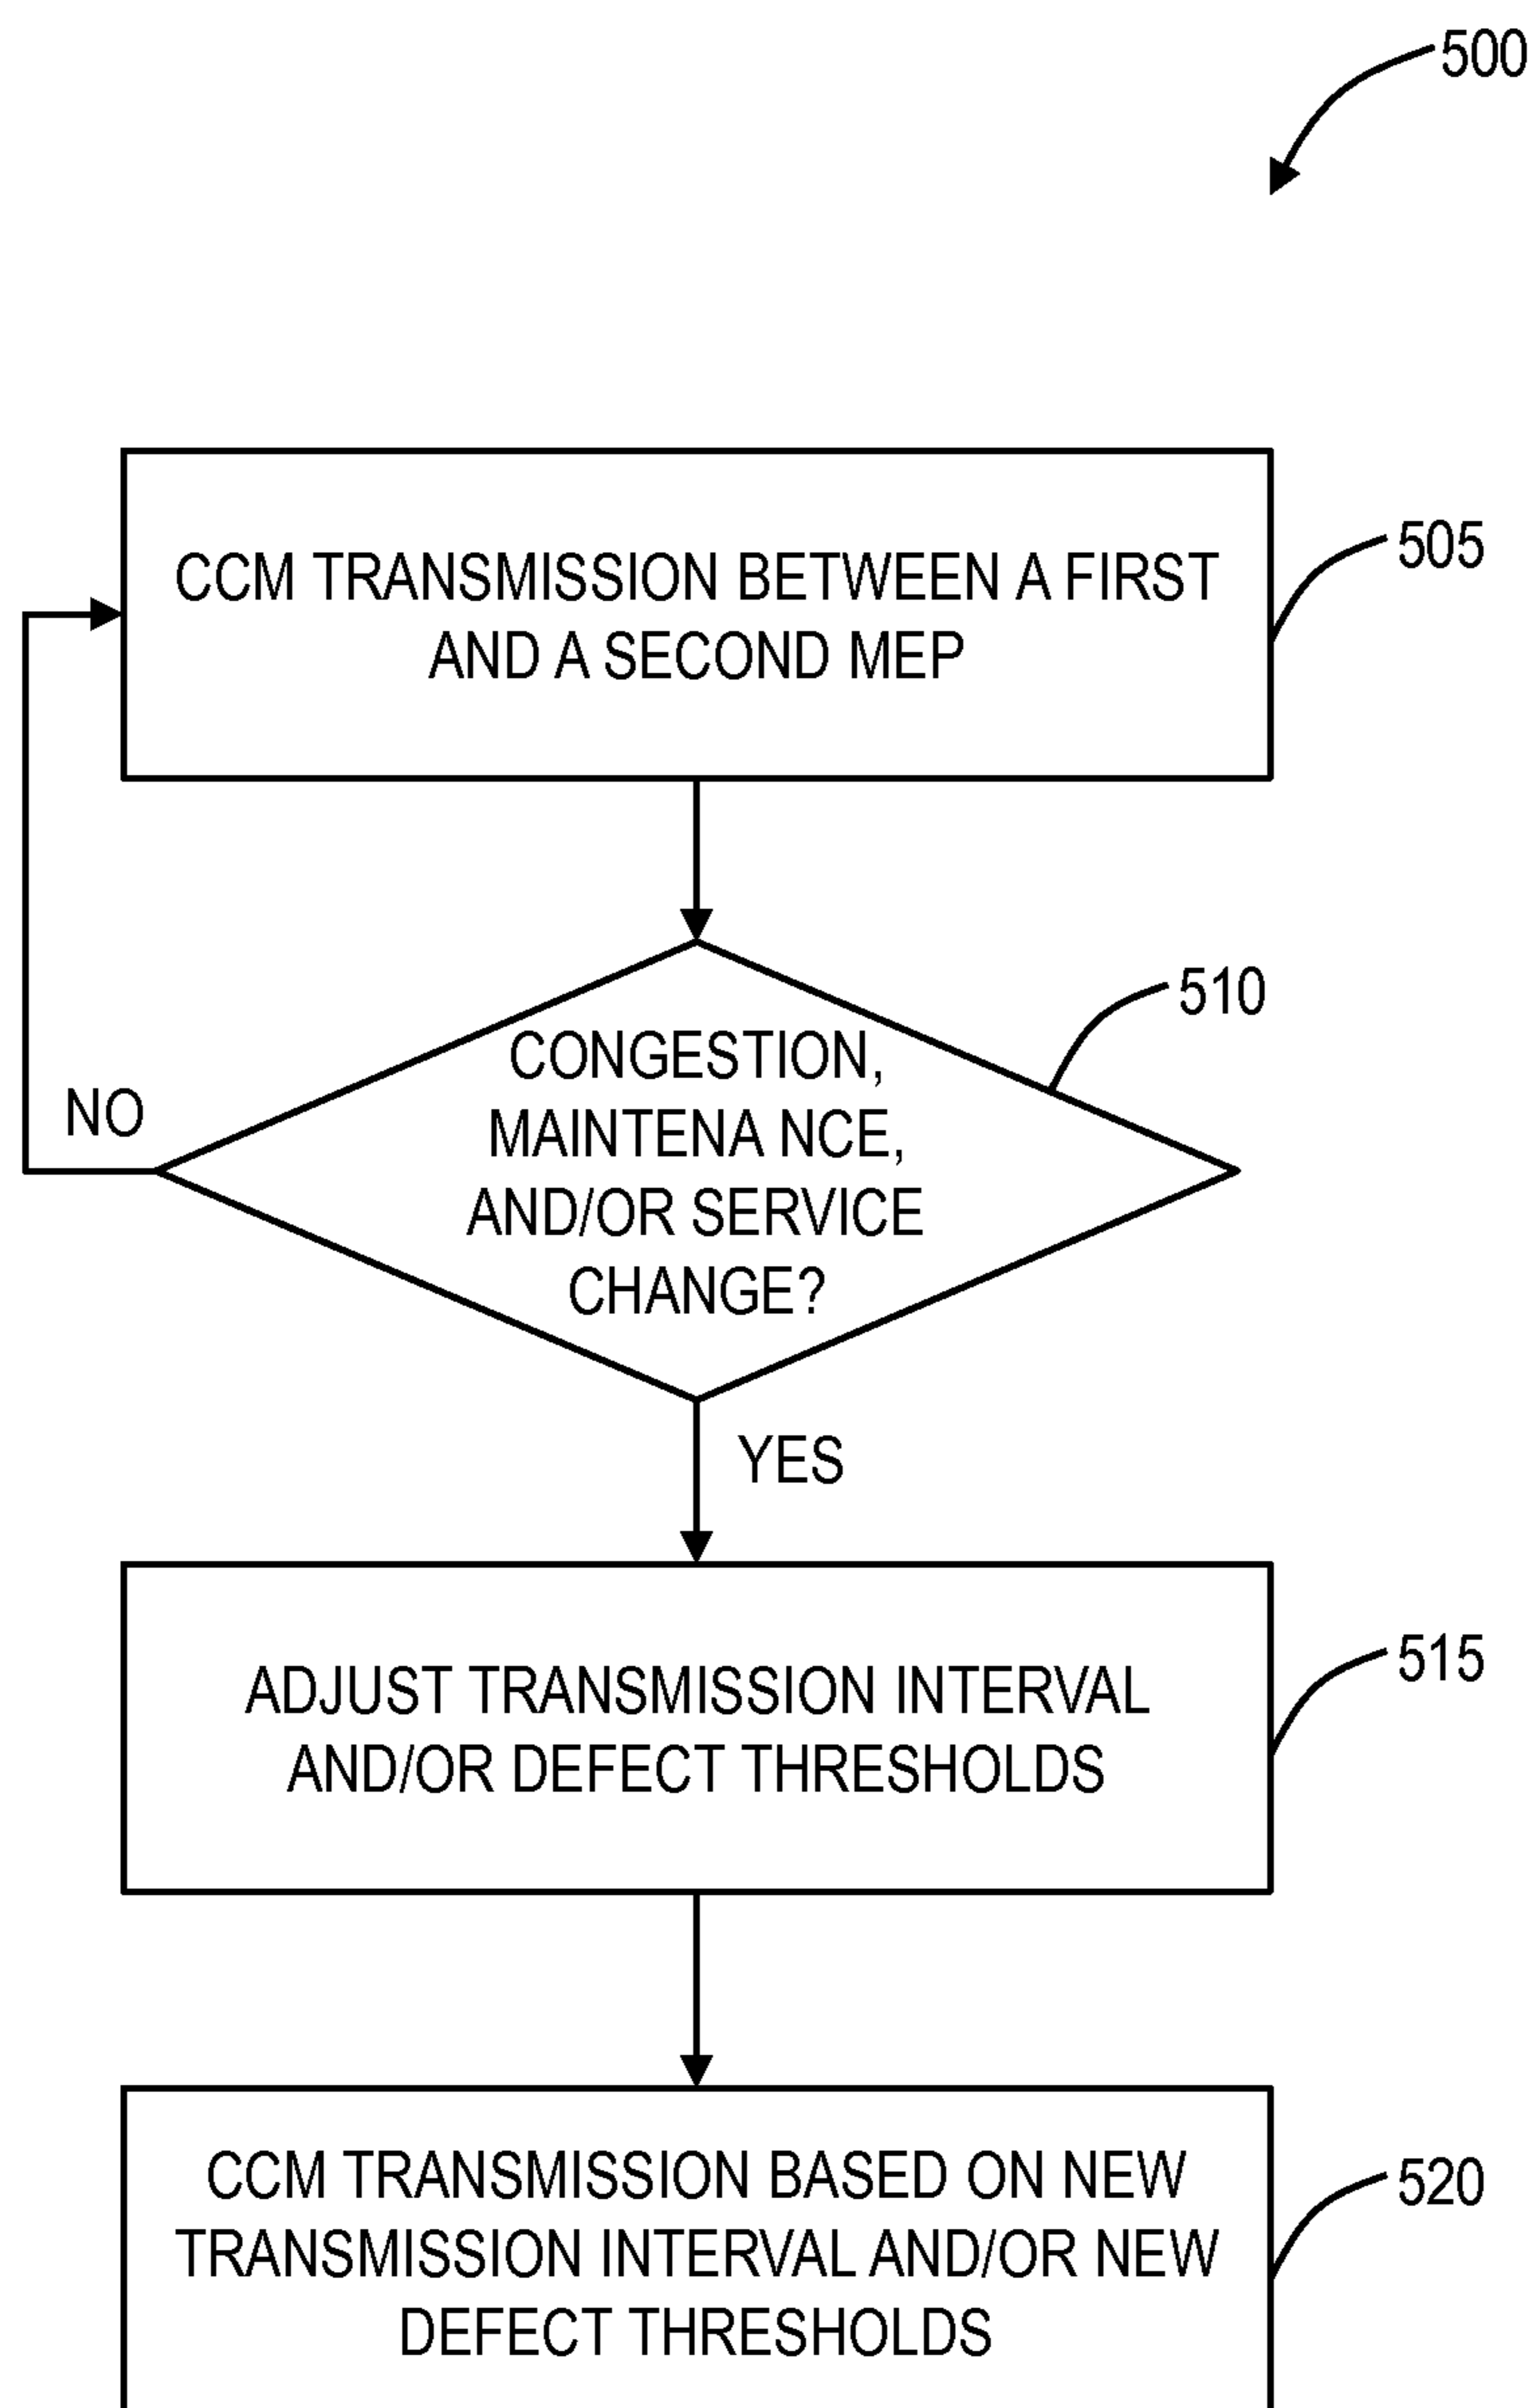 500
CCM TRANSMISSION BETWEEN A FIRST
AND A SECOND MEP
505
CONGESTION,
MAINTENA NCE,
AND/OR SERVICE
CHANGE?
510
NO
YES
ADJUST TRANSMISSION INTERVAL
AND/OR DEFECT THRESHOLDS
515
CCM TRANSMISSION BASED ON NEW
TRANSMISSION INTERVAL AND/OR NEW
DEFECT THRESHOLDS
520